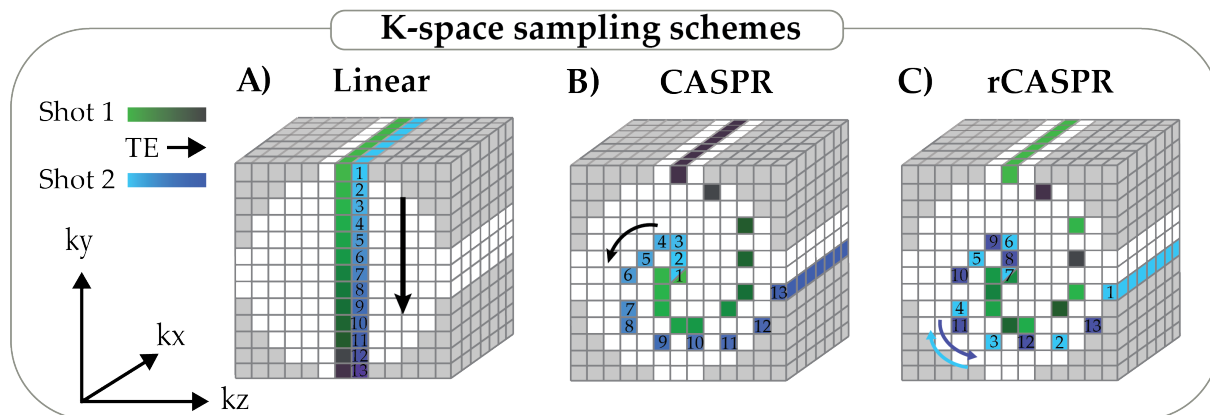 K-space sampling schemes
A) Linear
B) CASPR
C) rCASPR
Shot 1
TE
Shot 2
ky
kx
kz
1
2
3
4
5
6
7
8
9
10
11
12
13
4 3
5 2
6 1
13
7
8 12
9 10 11
9 6
5 8
10 7
1
4
11 13
3 12 2